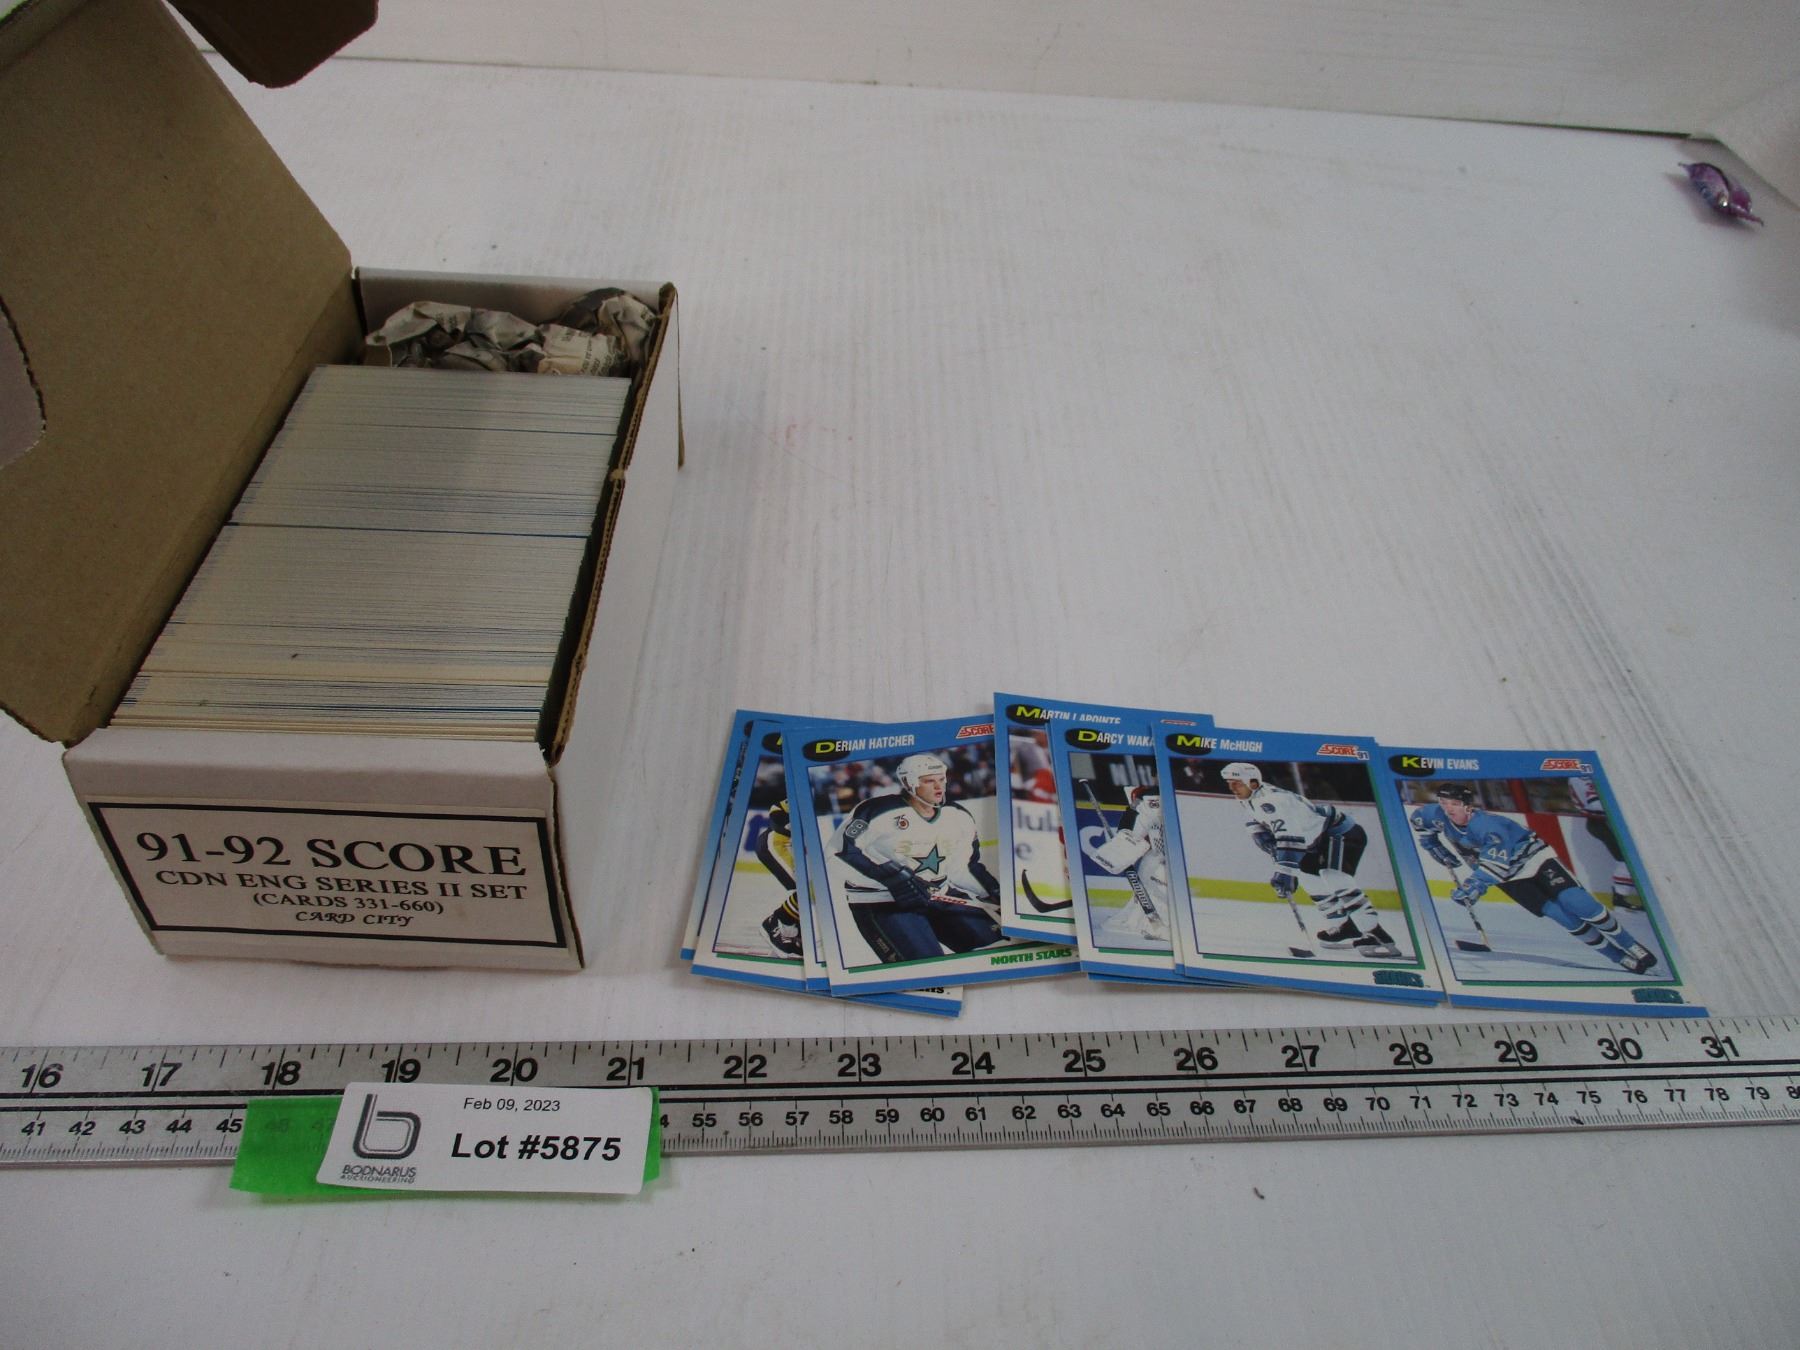 91-92 SCORE
CDN ENG SERIES II SET
(CARDS 331-660)
CARD CITY
DERIAN HATCHER
SCORE
NORTH STARS
MARTIN LAPOINTE
DARCY WAKA
MIKE MCHUGH
SCORE 91
SHARKS
KEVIN EVANS
SCORE 91
44
SHARKS
16 17 18 19 20 21 22 23 24 25 26 27 28 29 30 31
41 42 43 44 45 55 56 57 58 59 60 61 62 63 64 65 66 67 68 69 70 71 72 73 74 75 76 77 78 79
Feb 09, 2023
Lot #5875
BODNARUS
AUCTIONEERING